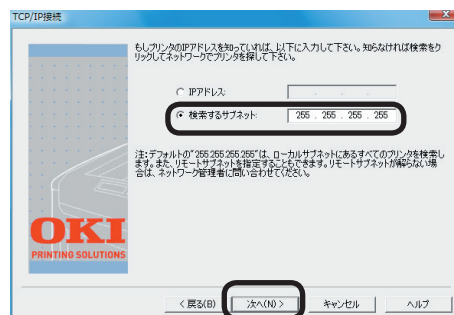 TCP/IP接続
もしプリンタのIPアドレスを知っていれば、以下に入力して下さい。知らなければ検索をク
リックしてネットワークでプリンタを探して下さい。
IPアドレス:
検索するサブネット: 255 . 255 . 255 . 255
注:デフォルトの"255.255.255.255"は、ローカルサブネットにあるすべてのプリンタを検索し
ます。また、リモートサブネットを指定することもできます。リモートサブネットが解らない場
合は、ネットワーク管理者に問い合わせてください。
OKI
PRINTING SOLUTIONS
< 戻る(B) 次へ(N) > キャンセル ヘルプ